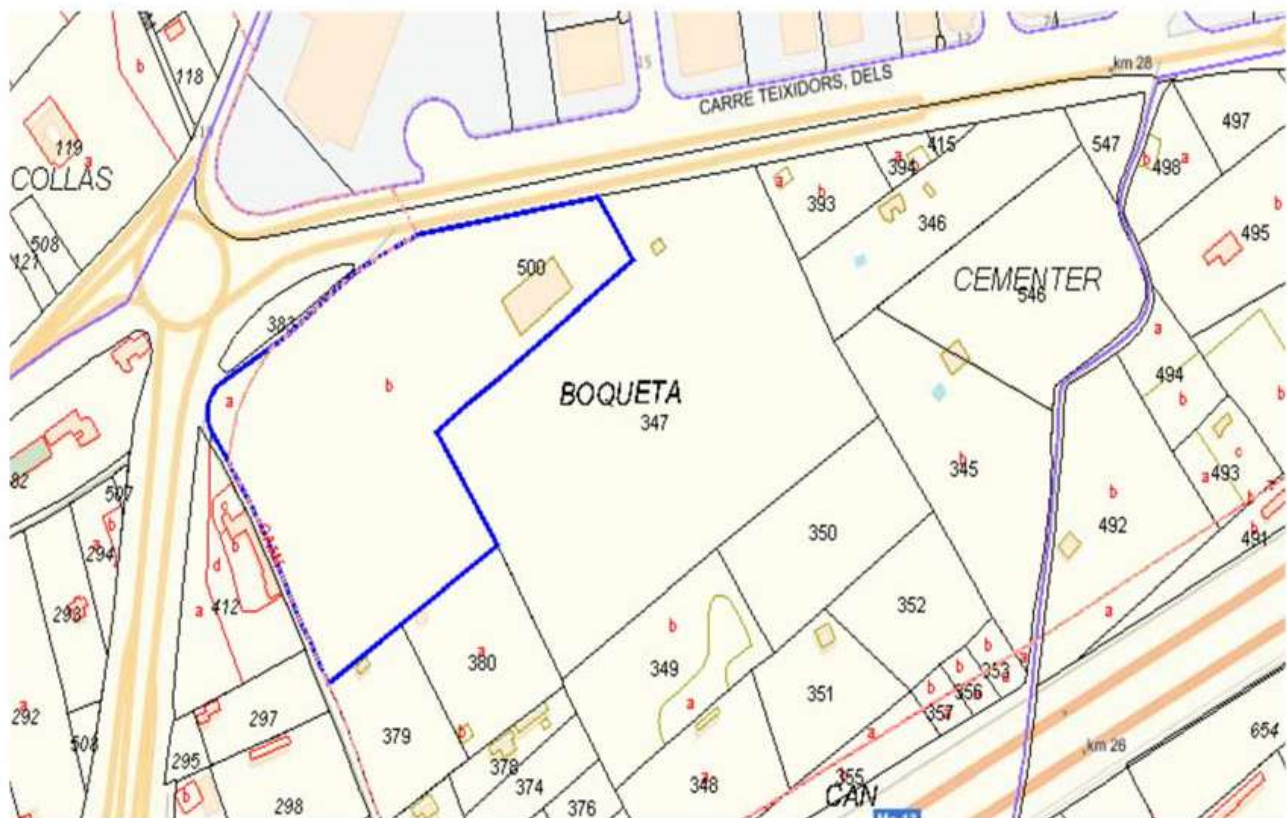 15
17
km 28
CARRE TEIXIDORS, DELS
118
b
119
a
COLLAS
497
547
498
b
a
415
394
a
b
393
a
b
346
495
b
508
121
500
CEMENTER
546
383
a
494
b
b
b
a
BOQUETA
347
345
b
c
493
a
b
491
b
492
b
507
294
b
a
293
b
d
412
a
350
352
a
380
a
b
349
a
351
b
353
a
b
356
a
b
357
a
292
a
508
297
295
379
b
378
374
376
348
a
355
a
CAN
km 26
654
298
b